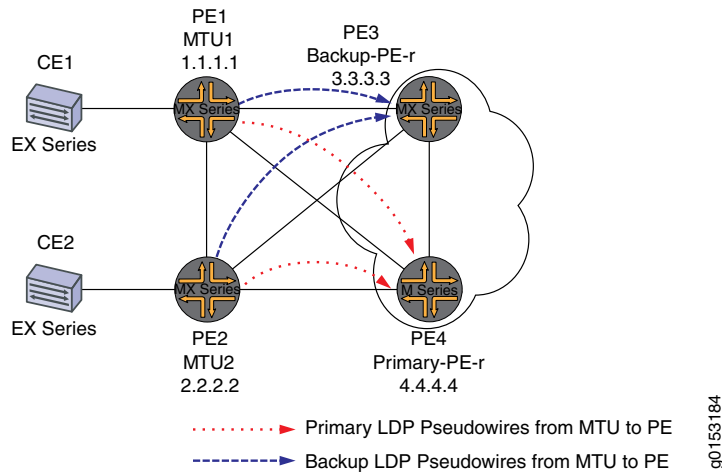 PE1
MTU1
1.1.1.1
PE3
Backup-PE-r
3.3.3.3
CE1
EX Series
MX Series
MX Series
CE2
EX Series
MX Series
M Series
PE2
MTU2
2.2.2.2
PE4
Primary-PE-r
4.4.4.4
Primary LDP Pseudowires from MTU to PE
Backup LDP Pseudowires from MTU to PE
g0153184